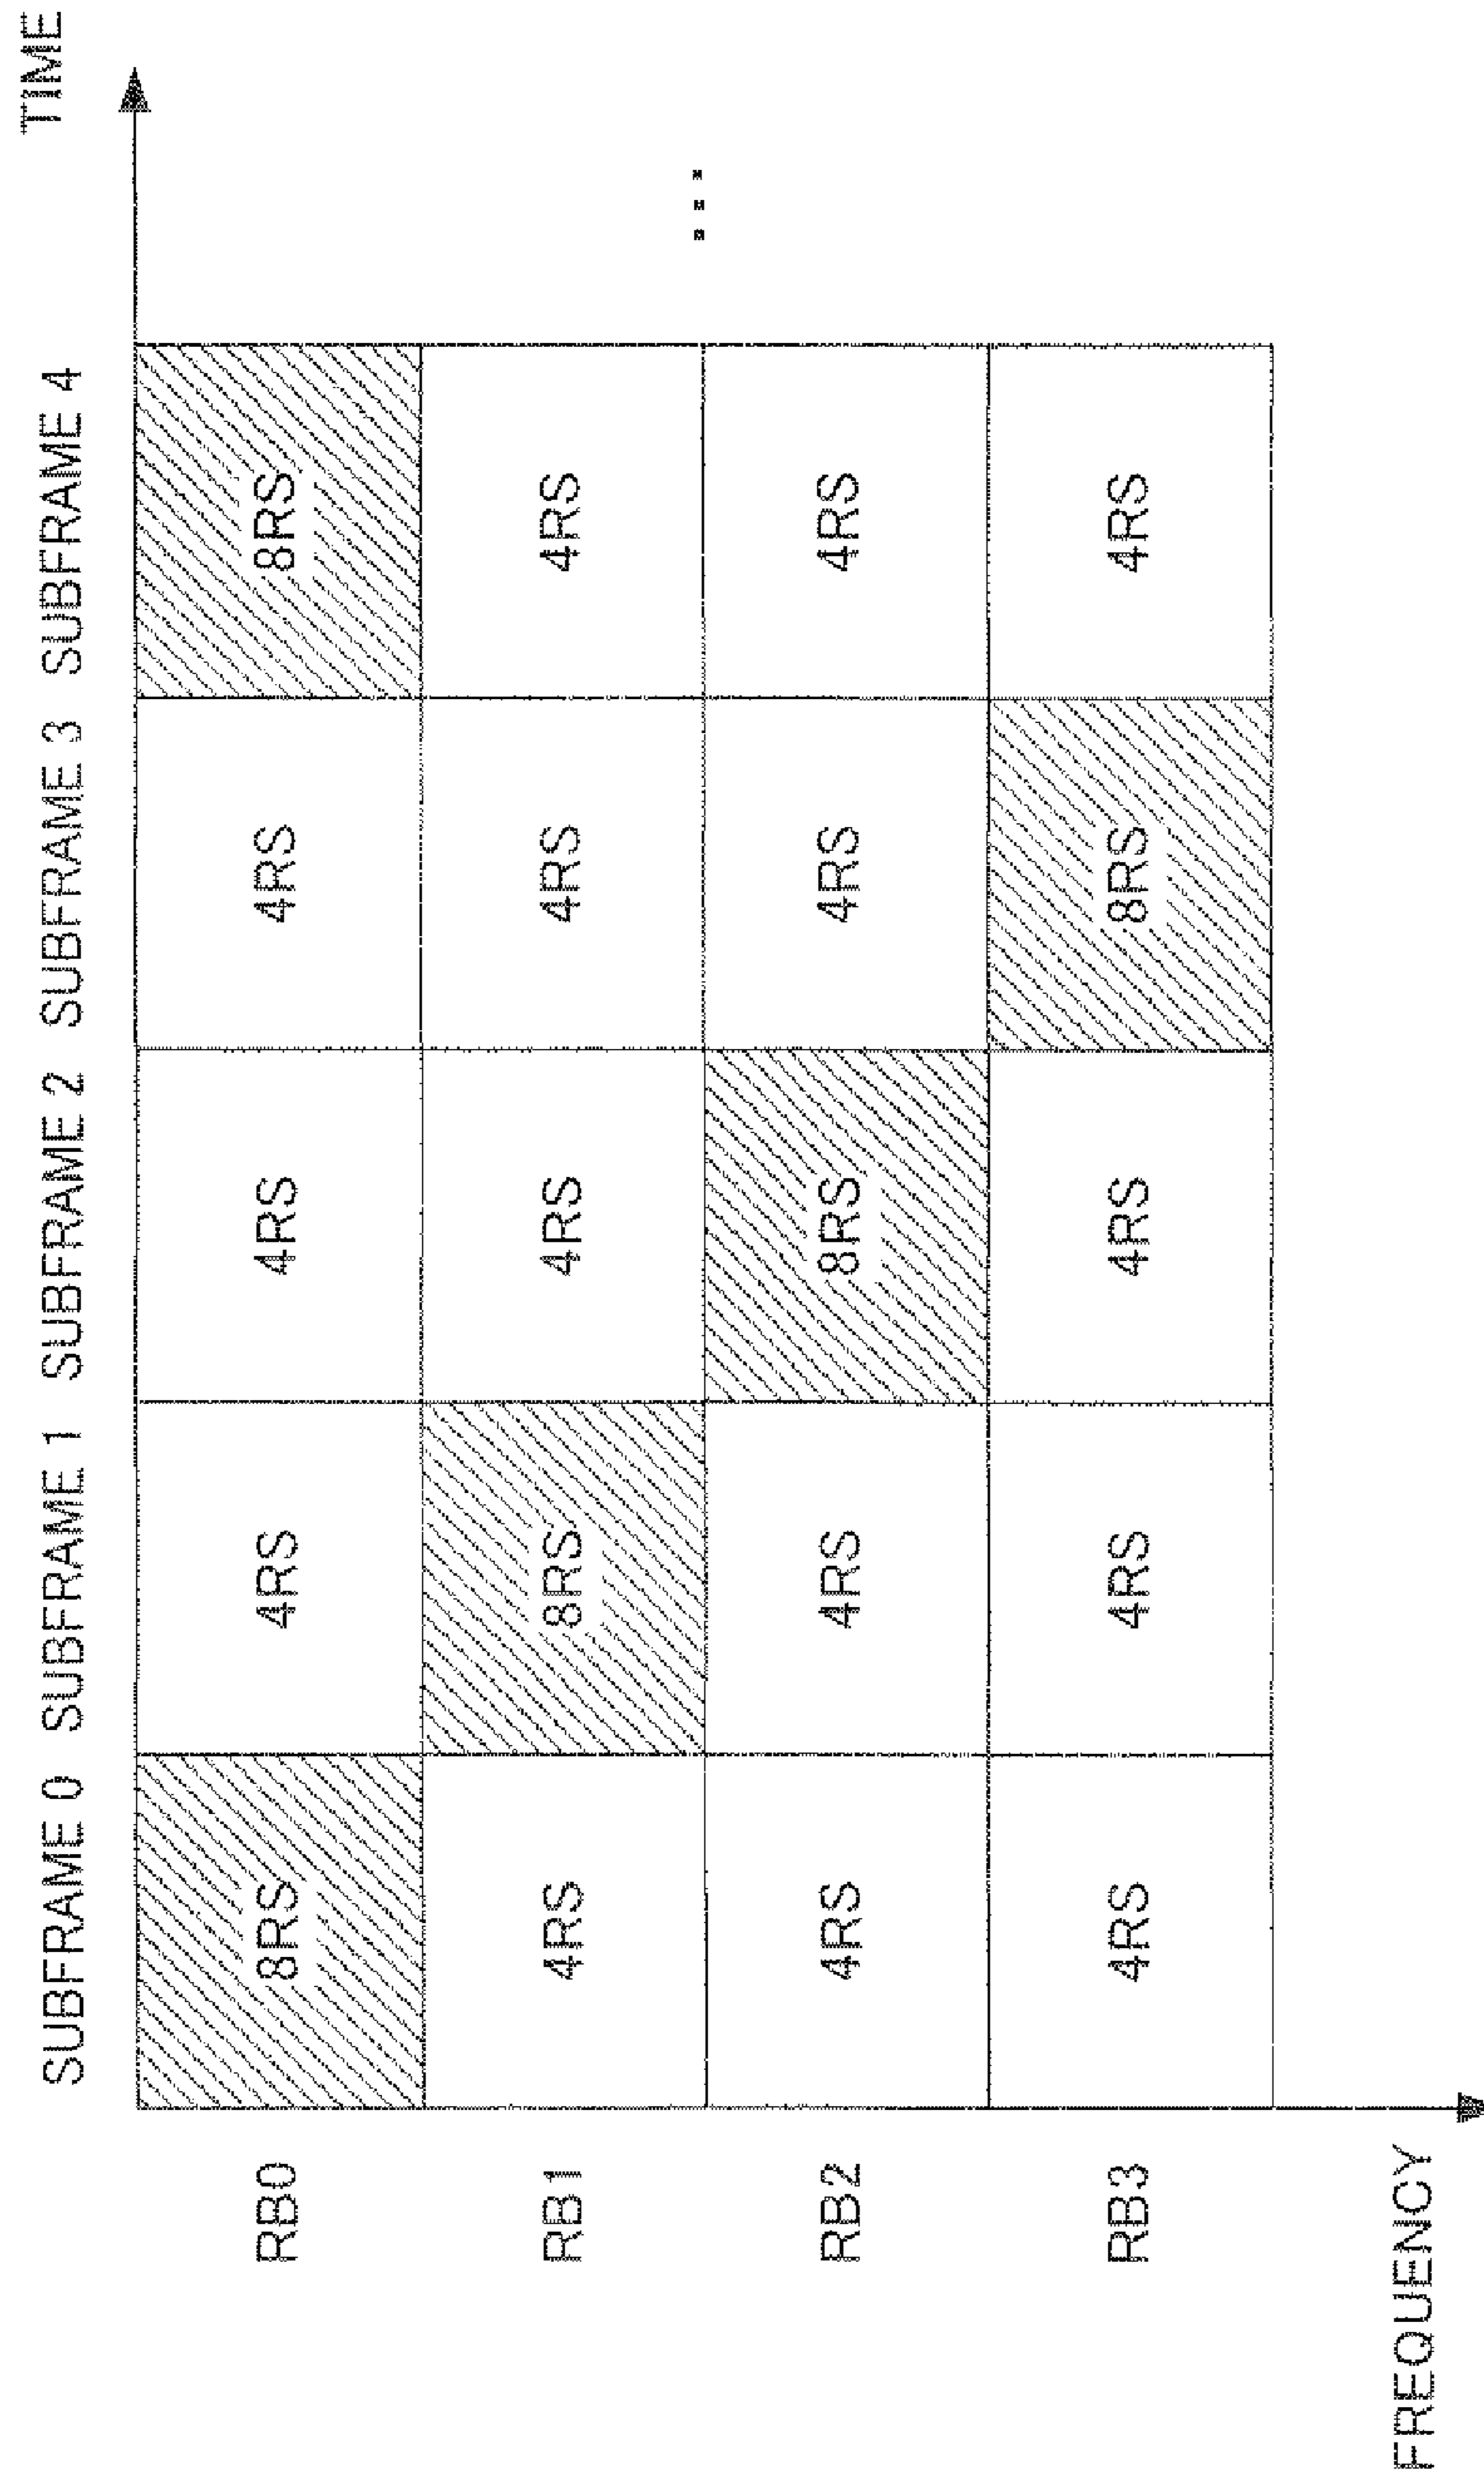 TIME
SUBFRAME 0 SUBFRAME 1 SUBFRAME 2 SUBFRAME 3 SUBFRAME 4
RB0 8RS 4RS 4RS 4RS 8RS
RB1 4RS 8RS 4RS 4RS 4RS
RB2 4RS 4RS 8RS 4RS 4RS
RB3 4RS 4RS 4RS 8RS 4RS
FREQUENCY